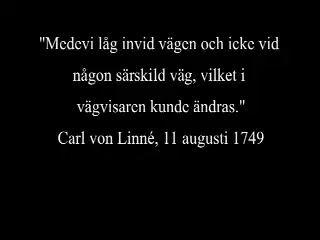 "Medevi låg invid vägen och icke vid
någon särskild väg, vilket i
vägvisaren kunde ändras."
Carl von Linné, 11 augusti 1749